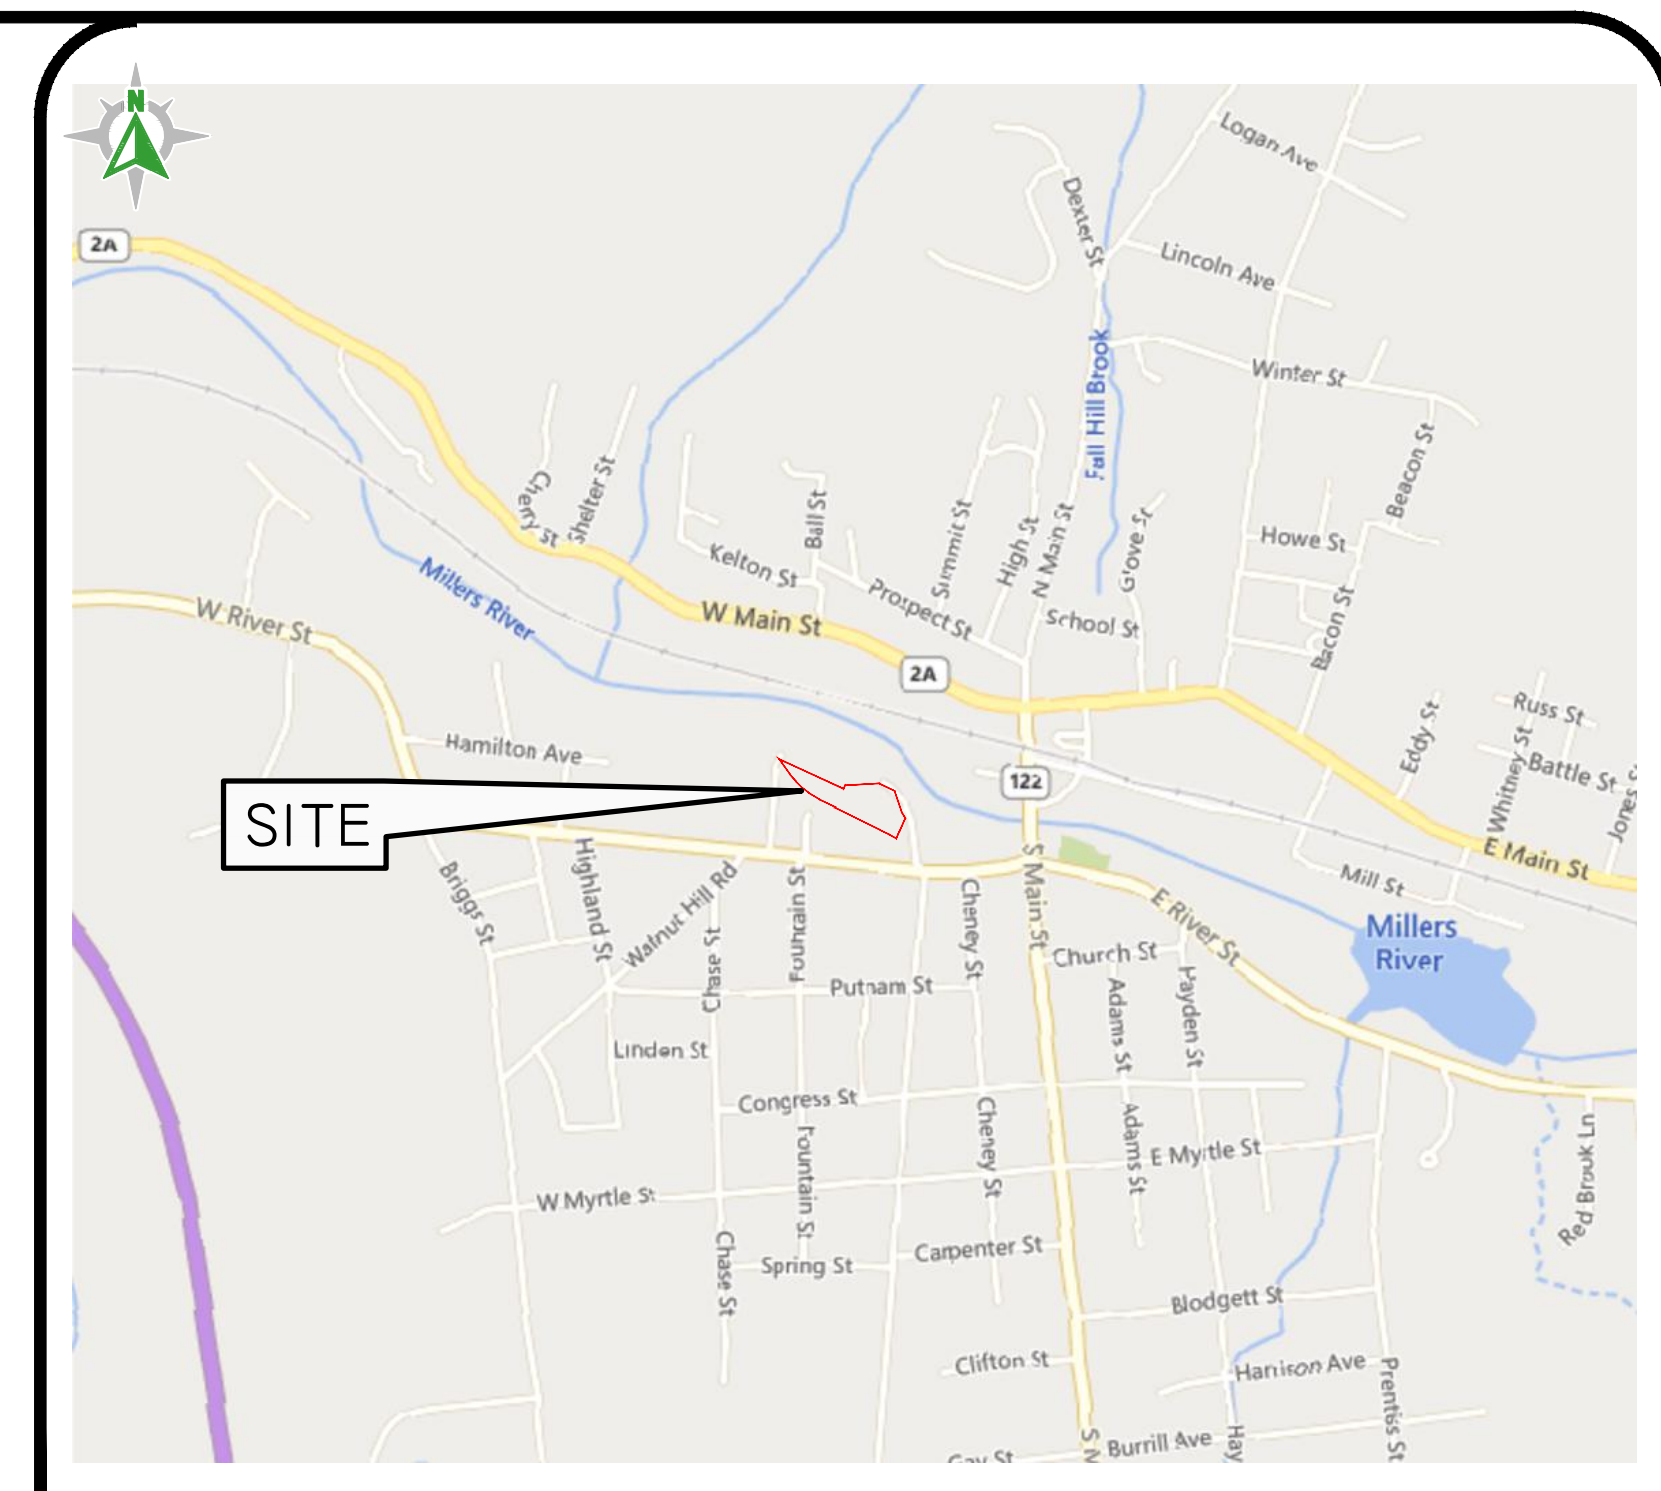 N
Logan Ave
Dexter St
2A
Lincoln Ave
Fall Hill Brook
Winter St
Beacon St
Cherry St
Shelter St
Ball St
Summit St
High St
N Main St
Grove St
Howe St
Kelton St
Prospect St
School St
Bacon St
Millers River
W River St
W Main St
2A
Russ St
Eddy St
Whitney St
Battle St
Jones S
Hamilton Ave
122
SITE
E Main St
Mill St
Briggs St
Highland St
Walnut Hill Rd
Chase St
Fountain St
Cheney St
S Main St
E River St
Millers
River
Church St
Putnam St
Adams St
Hayden St
Linden St
Congress St
Cheney St
Adams St
E Myrtle St
Red Brook Ln
Fountain St
W Myrtle St
Chase St
Spring St
Carpenter St
Blodgett St
Clifton St
Harrison Ave
Prentiss St
S M
Burrill Ave
Hay
Gay St